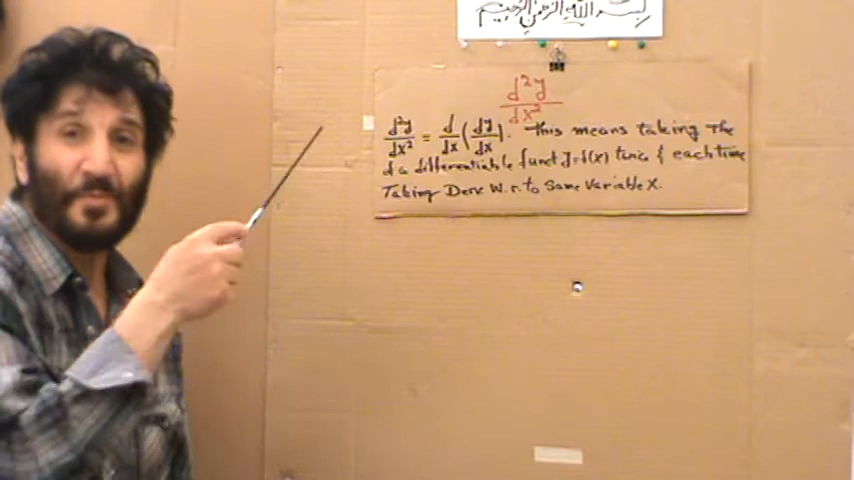 بسم الله الرحمن الرحيم
d²y/dx²
d²y/dx² = d/dx (dy/dx). This means taking The
of a differentiable funct y=f(x) twice & each time
Taking Derv. W.r.to Same variable X.